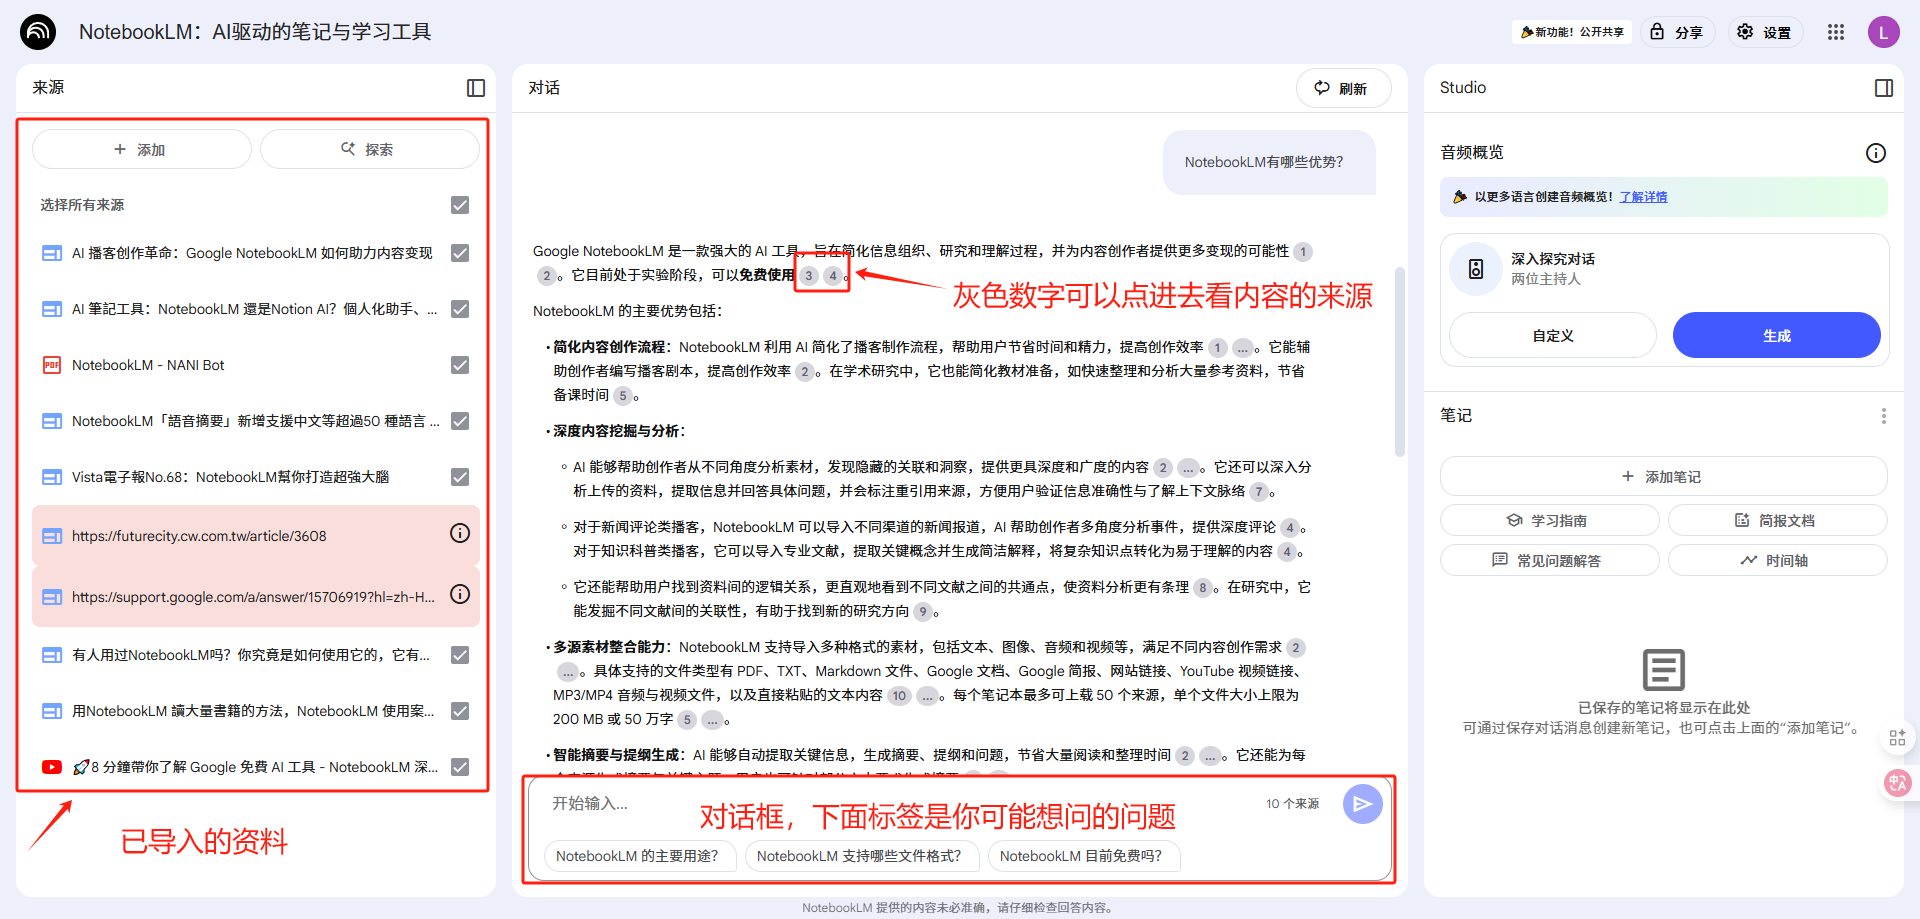 NotebookLM：AI驱动的笔记与学习工具
新功能！公开共享
分享
设置
L
来源
添加
探索
选择所有来源
AI 播客创作革命：Google NotebookLM 如何助力内容变现
AI 筆記工具：NotebookLM 還是Notion AI？個人化助手、...
PDF
NotebookLM - NANI Bot
NotebookLM「語音摘要」新增支援中文等超過50 種語言 ...
Vista電子報No.68：NotebookLM幫你打造超強大腦
https://futurecity.cw.com.tw/article/3608
https://support.google.com/a/answer/15706919?hl=zh-H...
有人用过NotebookLM吗？你究竟是如何使用它的，它有...
用NotebookLM 讀大量書籍的方法，NotebookLM 使用案...
🚀8 分鐘帶你了解 Google 免費 AI 工具 - NotebookLM 深...
已导入的资料
对话
刷新
NotebookLM有哪些优势？
Google NotebookLM 是一款强大的 AI 工具，旨在简化信息组织、研究和理解过程，并为内容创作者提供更多变现的可能性 1
2 。它目前处于实验阶段，可以免费使用 3 4 。
灰色数字可以点进去看内容的来源
NotebookLM 的主要优势包括：
• 简化内容创作流程：NotebookLM 利用 AI 简化了播客制作流程，帮助用户节省时间和精力，提高创作效率 1 ... 。它能辅
助创作者编写播客剧本，提高创作效率 2 。在学术研究中，它也能简化教材准备，如快速整理和分析大量参考资料，节省
备课时间 5 。
• 深度内容挖掘与分析：
◦ AI 能够帮助创作者从不同角度分析素材，发现隐藏的关联和洞察，提供更具深度和广度的内容 2 ... 。它还可以深入分
析上传的资料，提取信息并回答具体问题，并会标注重引用来源，方便用户验证信息准确性与了解上下文脉络 7 。
◦ 对于新闻评论类播客，NotebookLM 可以导入不同渠道的新闻报道，AI 帮助创作者多角度分析事件，提供深度评论 4 。
对于知识科普类播客，它可以导入专业文献，提取关键概念并生成简洁解释，将复杂知识点转化为易于理解的内容 4 。
◦ 它还能帮助用户找到资料间的逻辑关系，更直观地看到不同文献之间的共通点，使资料分析更有条理 8 。在研究中，它
能发掘不同文献间的关联性，有助于找到新的研究方向 9 。
• 多源素材整合能力：NotebookLM 支持导入多种格式的素材，包括文本、图像、音频和视频等，满足不同内容创作需求 2
... 。具体支持的文件类型有 PDF、TXT、Markdown 文件、Google 文档、Google 简报、网站链接、YouTube 视频链接、
MP3/MP4 音频与视频文件，以及直接粘贴的文本内容 10 ... 。每个笔记本最多可上载 50 个来源，单个文件大小上限为
200 MB 或 50 万字 5 ... 。
• 智能摘要与提纲生成：AI 能够自动提取关键信息，生成摘要、提纲和问题，节省大量阅读和整理时间 2 ... 。它还能为每
开始输入...
对话框，下面标签是你可能想问的问题
10 个来源
NotebookLM 的主要用途？
NotebookLM 支持哪些文件格式？
NotebookLM 目前免费吗？
NotebookLM 提供的内容未必准确，请仔细检查回答内容。
Studio
音频概览
以更多语言创建音频概览！了解详情
深入探究对话
两位主持人
自定义
生成
笔记
添加笔记
学习指南
简报文档
常见问题解答
时间轴
已保存的笔记将显示在此处
可通过保存对话消息创建新笔记，也可点击上面的“添加笔记”。